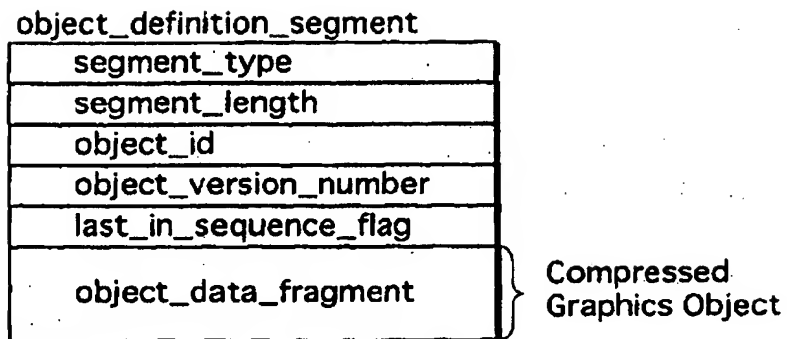 object_definition_segment
segment_type
segment_length
object_id
object_version_number
last_in_sequence_flag
object_data_fragment
Compressed
Graphics Object